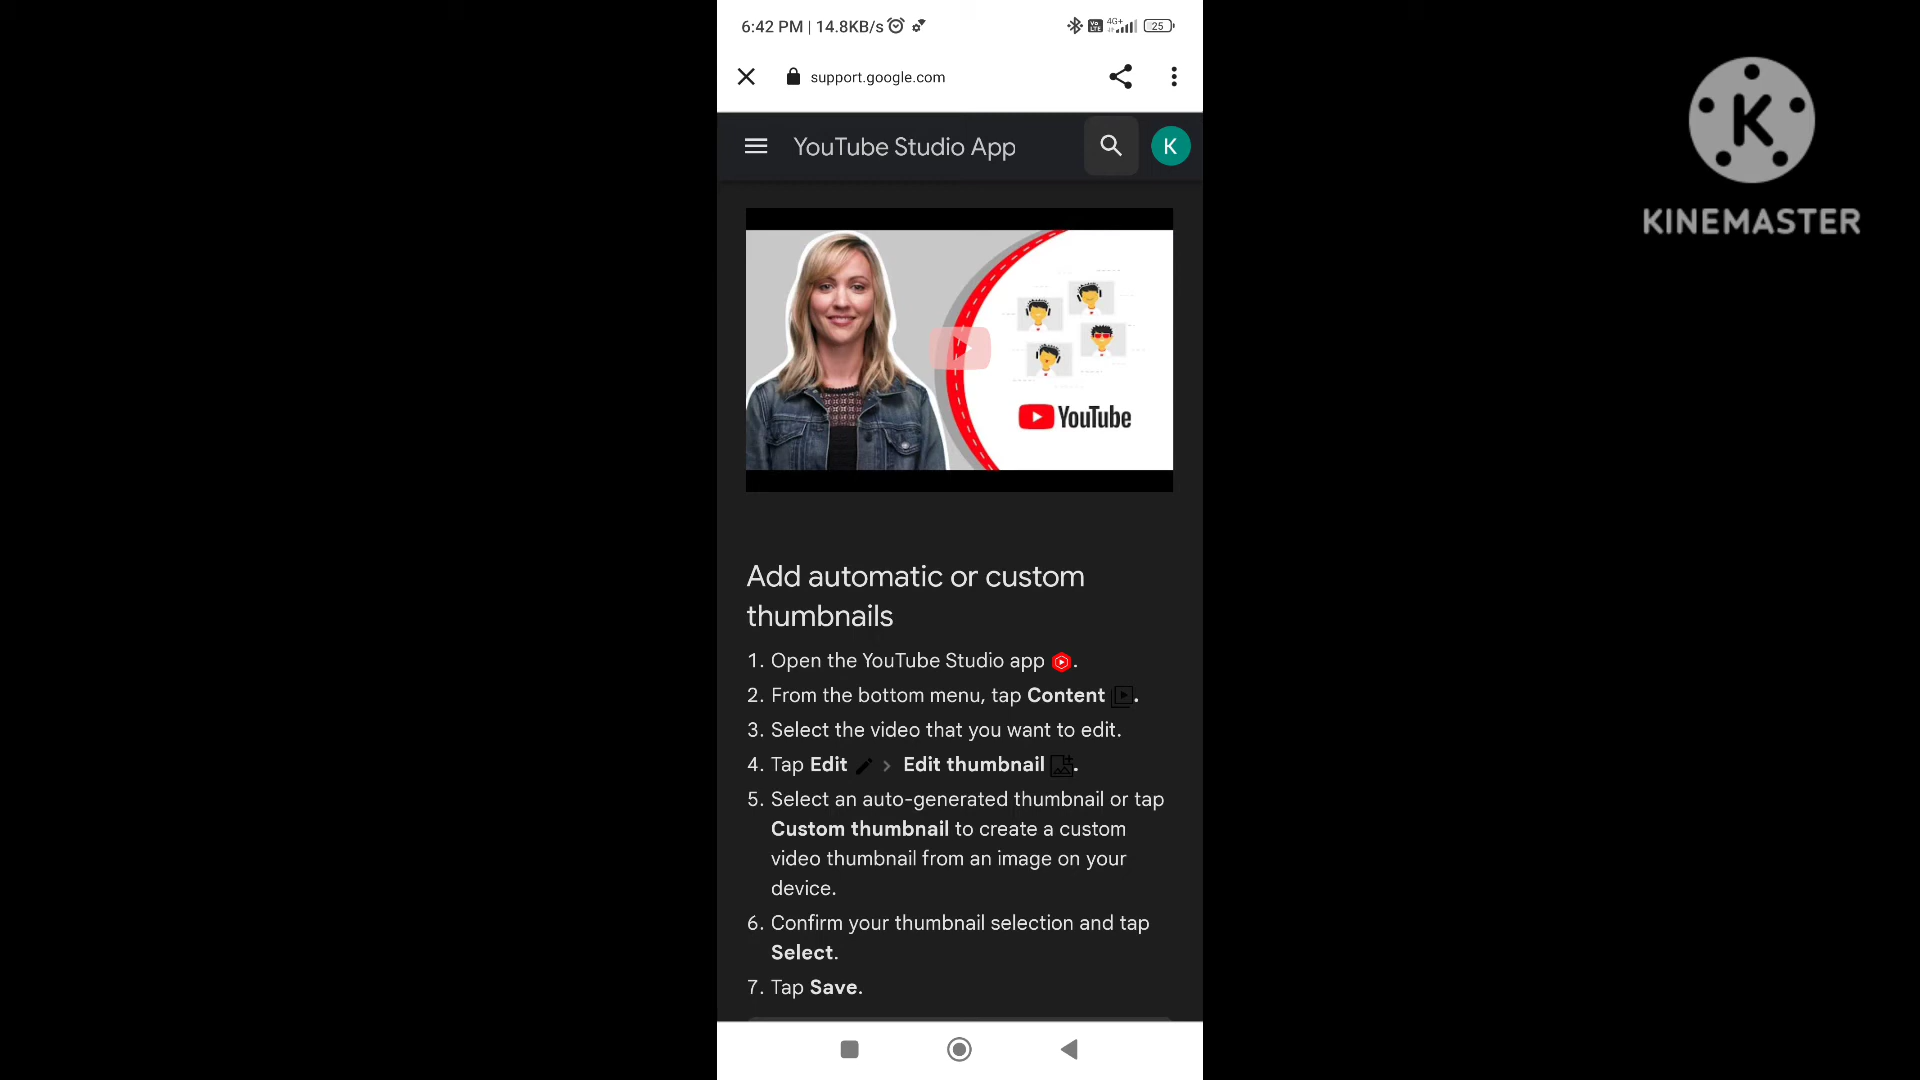 6:42 PM | 14.8KB/s
Vo LTE 4G+ 25
support.google.com
YouTube Studio App
K
YouTube
Add automatic or custom
thumbnails
1. Open the YouTube Studio app .
2. From the bottom menu, tap Content .
3. Select the video that you want to edit.
4. Tap Edit > Edit thumbnail .
5. Select an auto-generated thumbnail or tap
Custom thumbnail to create a custom
video thumbnail from an image on your
device.
6. Confirm your thumbnail selection and tap
Select.
7. Tap Save.
K
KINEMASTER